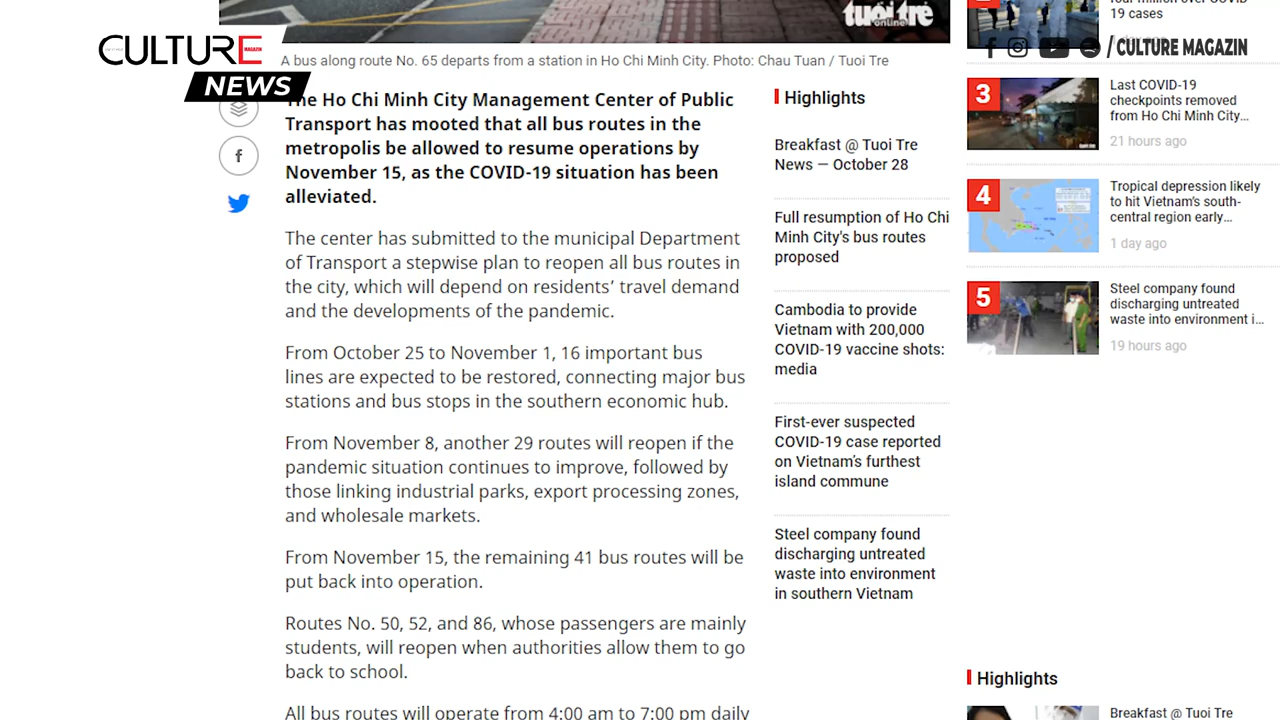 tuoi tre
online
CULTURE
MAGAZIN
NEWS
/ CULTURE MAGAZIN
A bus along route No. 65 departs from a station in Ho Chi Minh City. Photo: Chau Tuan / Tuoi Tre
The Ho Chi Minh City Management Center of Public
Transport has mooted that all bus routes in the
metropolis be allowed to resume operations by
November 15, as the COVID-19 situation has been
alleviated.
The center has submitted to the municipal Department
of Transport a stepwise plan to reopen all bus routes in
the city, which will depend on residents’ travel demand
and the developments of the pandemic.
From October 25 to November 1, 16 important bus
lines are expected to be restored, connecting major bus
stations and bus stops in the southern economic hub.
From November 8, another 29 routes will reopen if the
pandemic situation continues to improve, followed by
those linking industrial parks, export processing zones,
and wholesale markets.
From November 15, the remaining 41 bus routes will be
put back into operation.
Routes No. 50, 52, and 86, whose passengers are mainly
students, will reopen when authorities allow them to go
back to school.
All bus routes will operate from 4:00 am to 7:00 pm daily
Highlights
Breakfast @ Tuoi Tre
News — October 28
Full resumption of Ho Chi
Minh City's bus routes
proposed
Cambodia to provide
Vietnam with 200,000
COVID-19 vaccine shots:
media
First-ever suspected
COVID-19 case reported
on Vietnam’s furthest
island commune
Steel company found
discharging untreated
waste into environment
in southern Vietnam
four million over COVID-
19 cases
3
Last COVID-19
checkpoints removed
from Ho Chi Minh City...
21 hours ago
4
Tropical depression likely
to hit Vietnam's south-
central region early...
1 day ago
5
Steel company found
discharging untreated
waste into environment i...
19 hours ago
Highlights
Breakfast @ Tuoi Tre